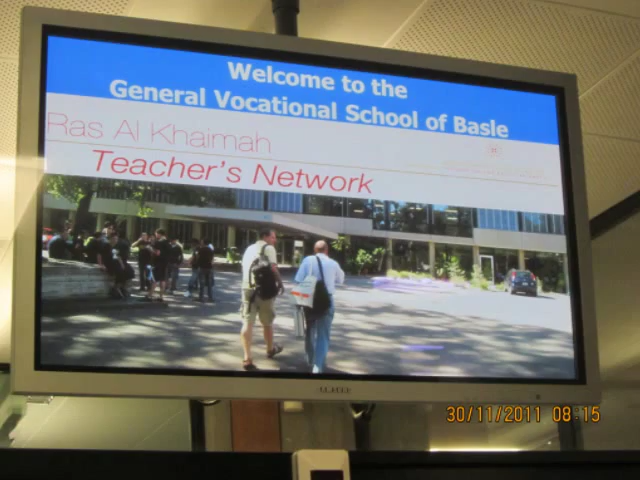 Welcome to the
General Vocational School of Basle
Ras Al Khaimah
Teacher's Network
30/11/2011 08:15